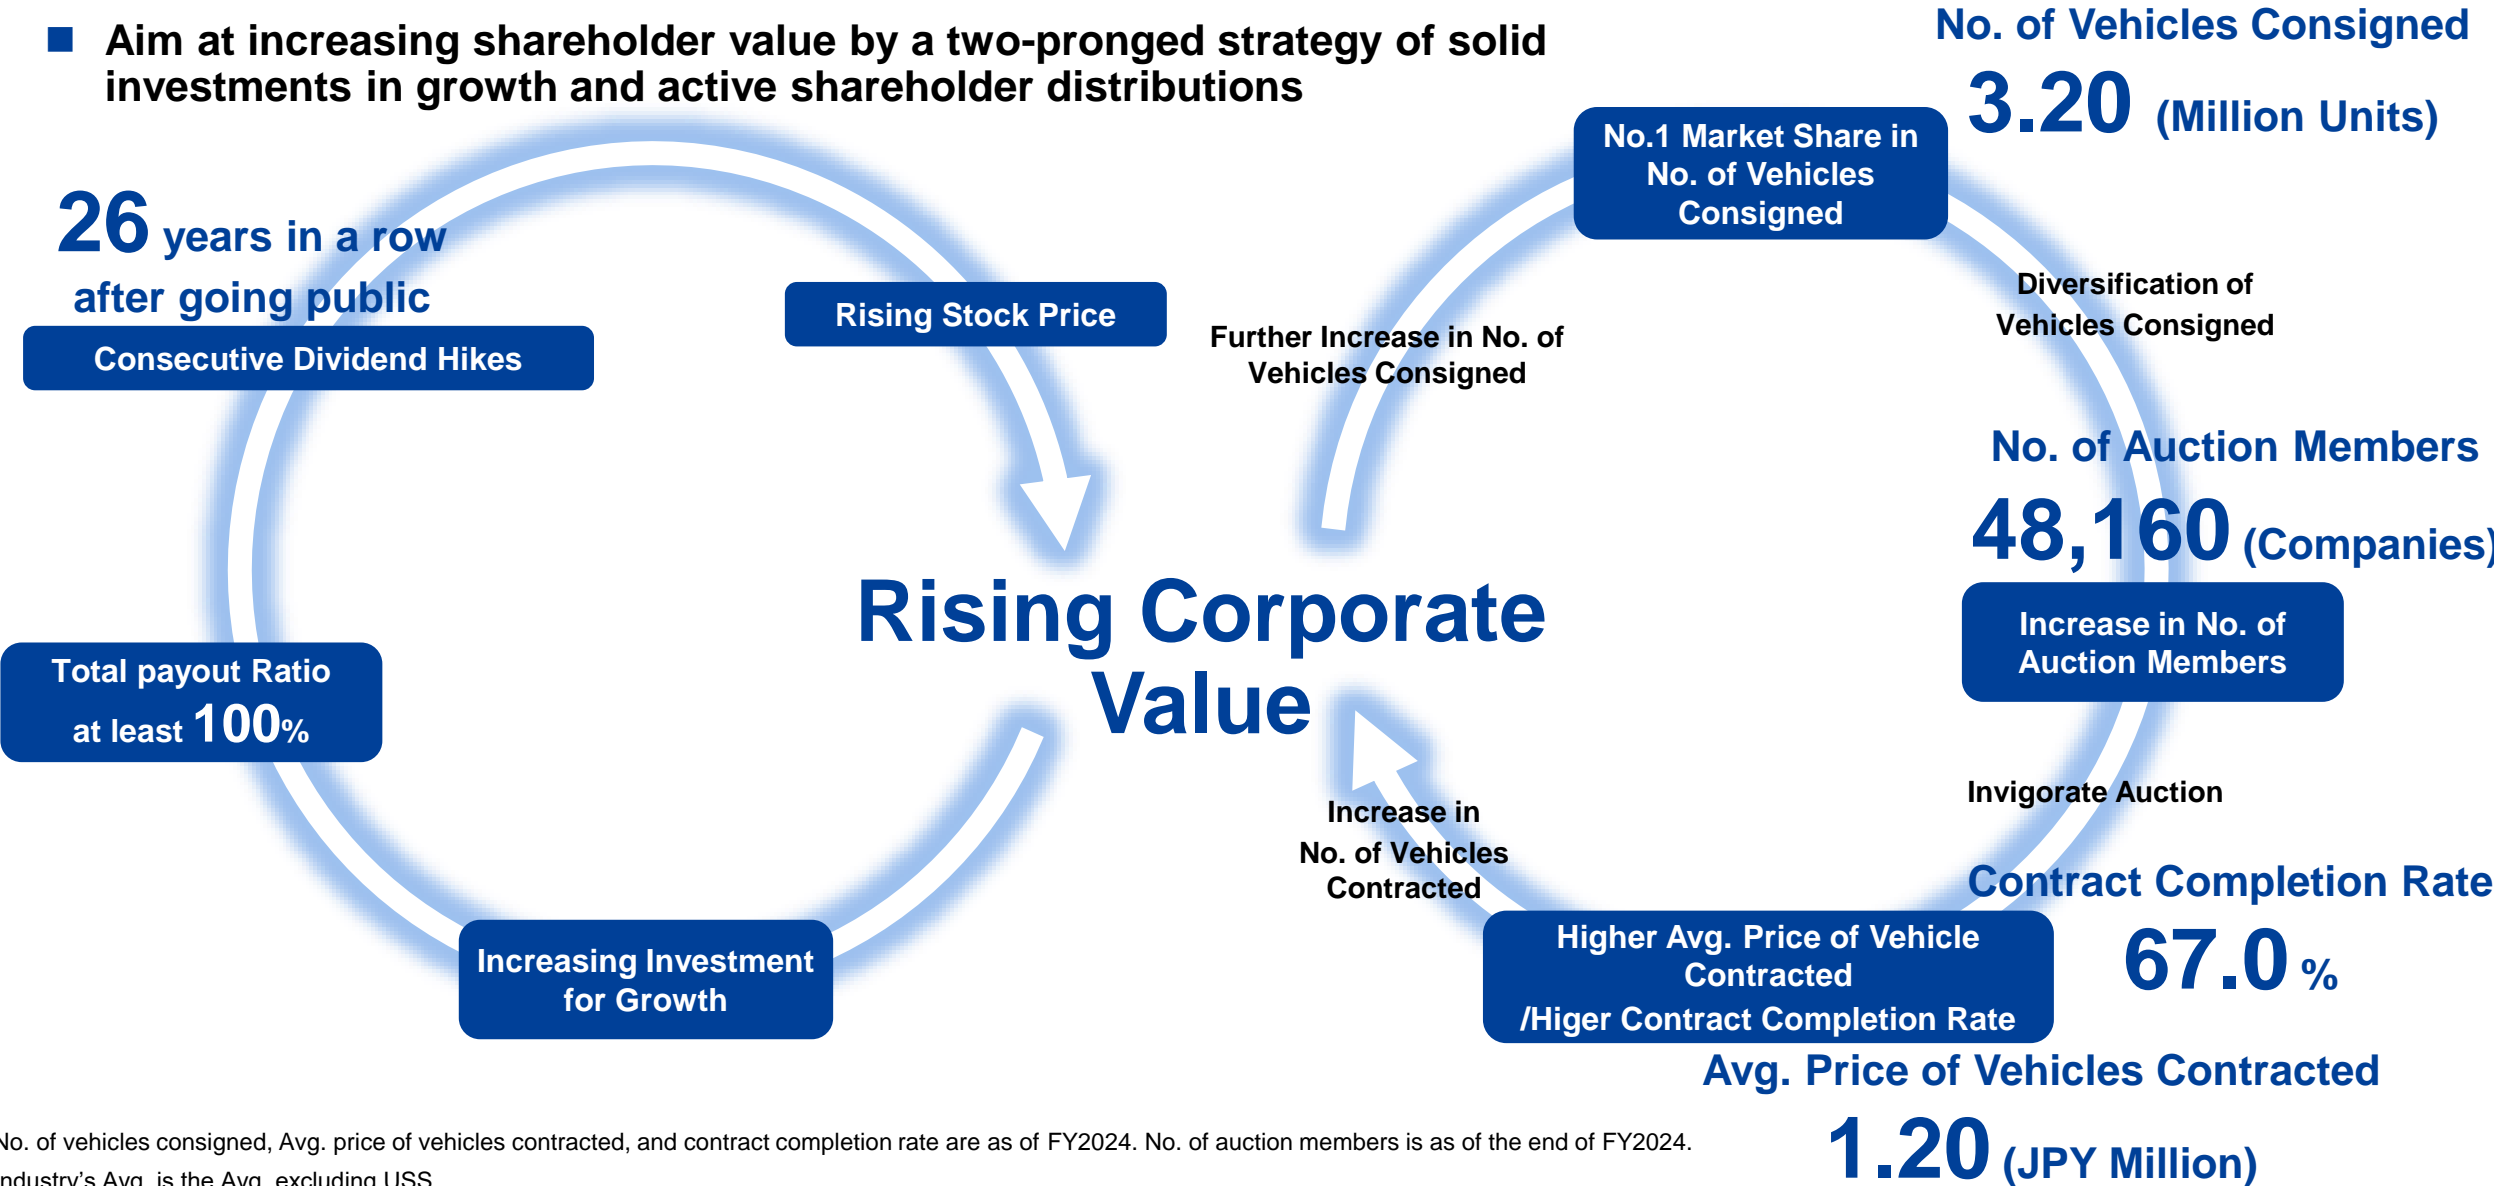 Aim at increasing shareholder value by a two-pronged strategy of solid
investments in growth and active shareholder distributions
26 years in a row
after going public
Consecutive Dividend Hikes
Rising Stock Price
Total payout Ratio
at least 100%
Increasing Investment
for Growth
Rising Corporate
Value
No. of Vehicles Consigned
3.20 (Million Units)
No.1 Market Share in
No. of Vehicles
Consigned
Further Increase in No. of
Vehicles Consigned
Diversification of
Vehicles Consigned
No. of Auction Members
48,160 (Companies)
Increase in No. of
Auction Members
Invigorate Auction
Increase in
No. of Vehicles
Contracted
Contract Completion Rate
67.0 %
Higher Avg. Price of Vehicle
Contracted
/Higer Contract Completion Rate
Avg. Price of Vehicles Contracted
1.20 (JPY Million)
No. of vehicles consigned, Avg. price of vehicles contracted, and contract completion rate are as of FY2024. No. of auction members is as of the end of FY2024.
ndustry's Avg. is the Avg. excluding USS